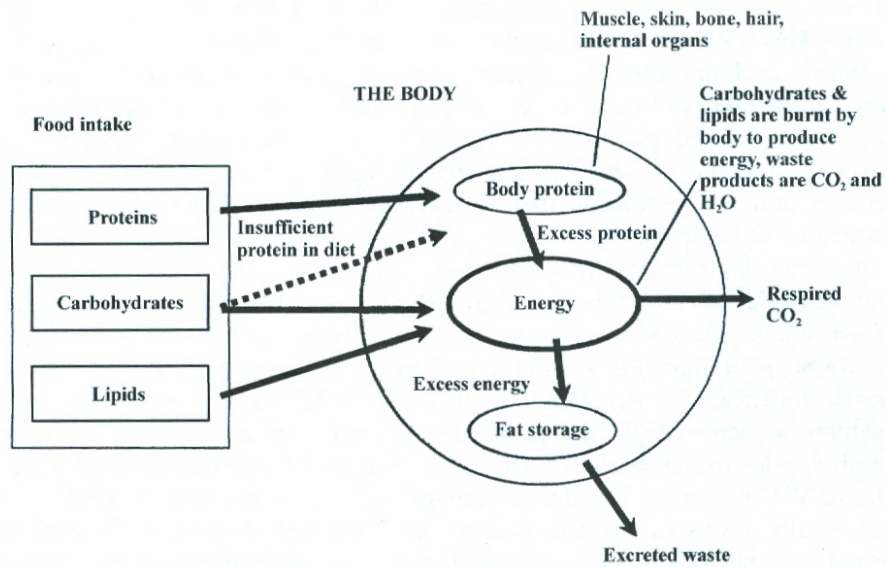 Muscle, skin, bone, hair,
internal organs
THE BODY
Carbohydrates &
lipids are burnt by
body to produce
energy, waste
products are CO₂ and
H₂O
Food intake
Proteins
Carbohydrates
Lipids
Insufficient
protein in diet
Body protein
Excess protein
Energy
Respired
CO₂
Excess energy
Fat storage
Excreted waste